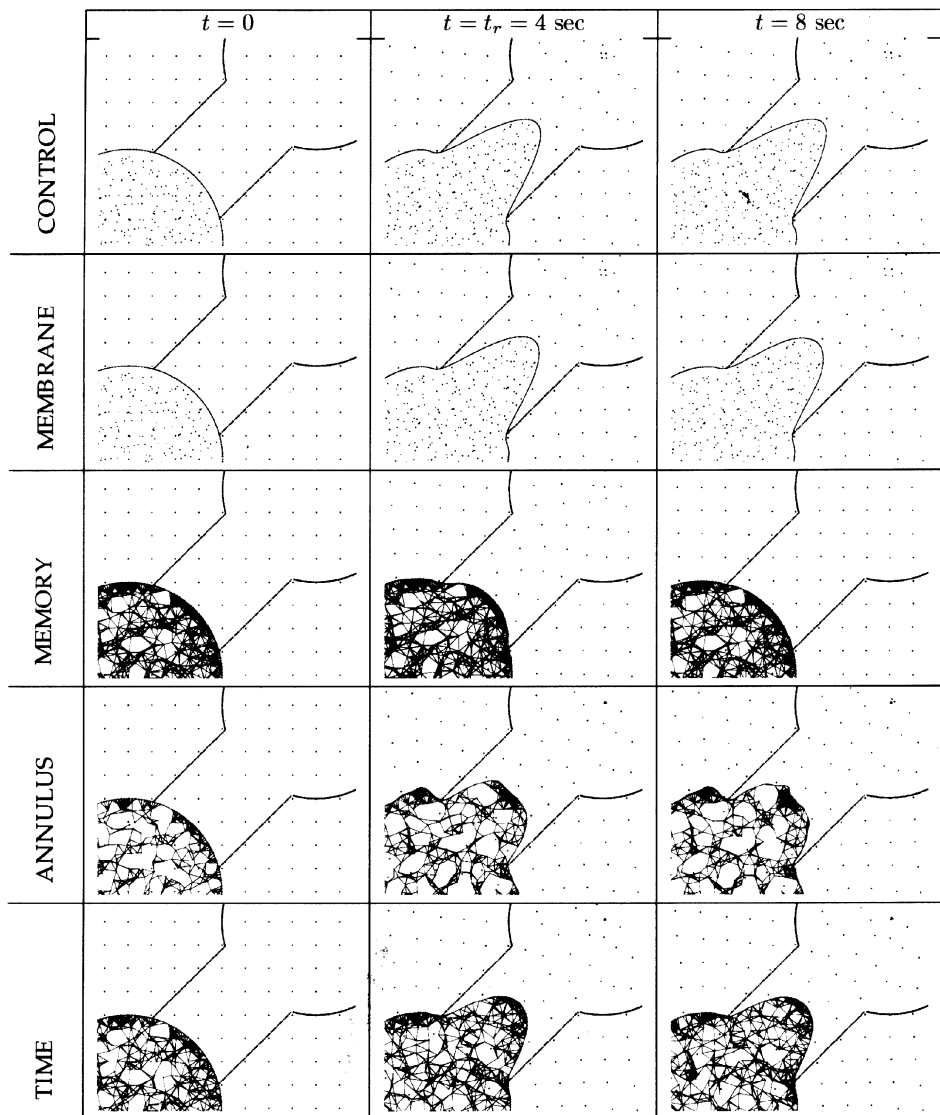 t = 0
t = t_r = 4 sec
t = 8 sec
CONTROL
MEMBRANE
MEMORY
ANNULUS
TIME